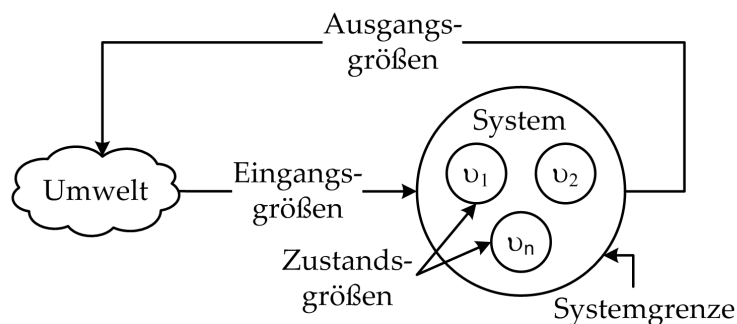 Ausgangs-
größen
System
Umwelt
Eingangs-
größen
υ1
υ2
υn
Zustands-
größen
Systemgrenze